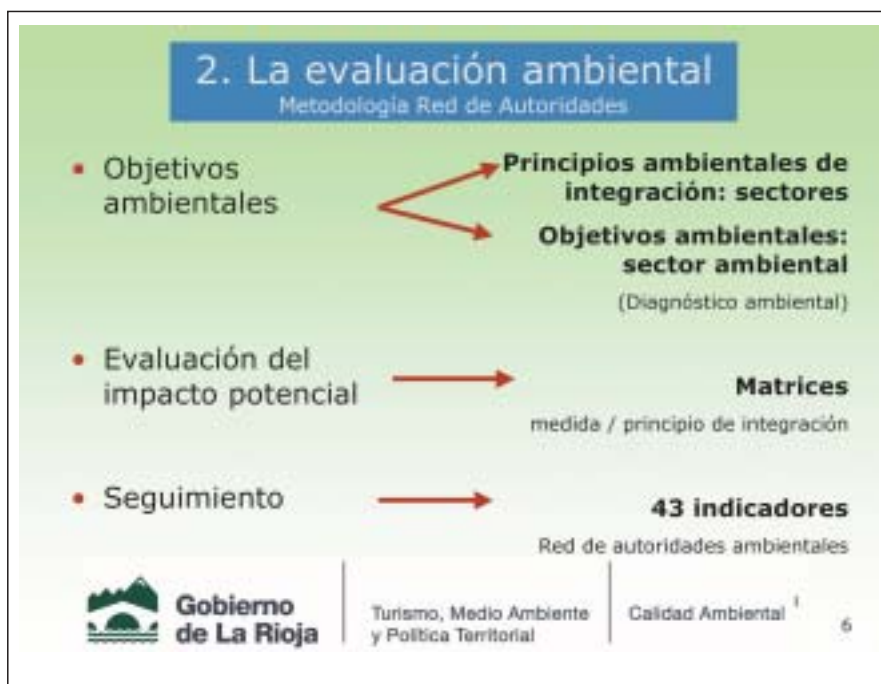 2. La evaluación ambiental
Metodología Red de Autoridades
• Objetivos
ambientales
Principios ambientales de
integración: sectores
Objetivos ambientales:
sector ambiental
(Diagnóstico ambiental)
• Evaluación del
impacto potencial
Matrices
medida / principio de integración
• Seguimiento
43 indicadores
Red de autoridades ambientales
Gobierno
de La Rioja
Turismo, Medio Ambiente
y Política Territorial
Calidad Ambiental
6